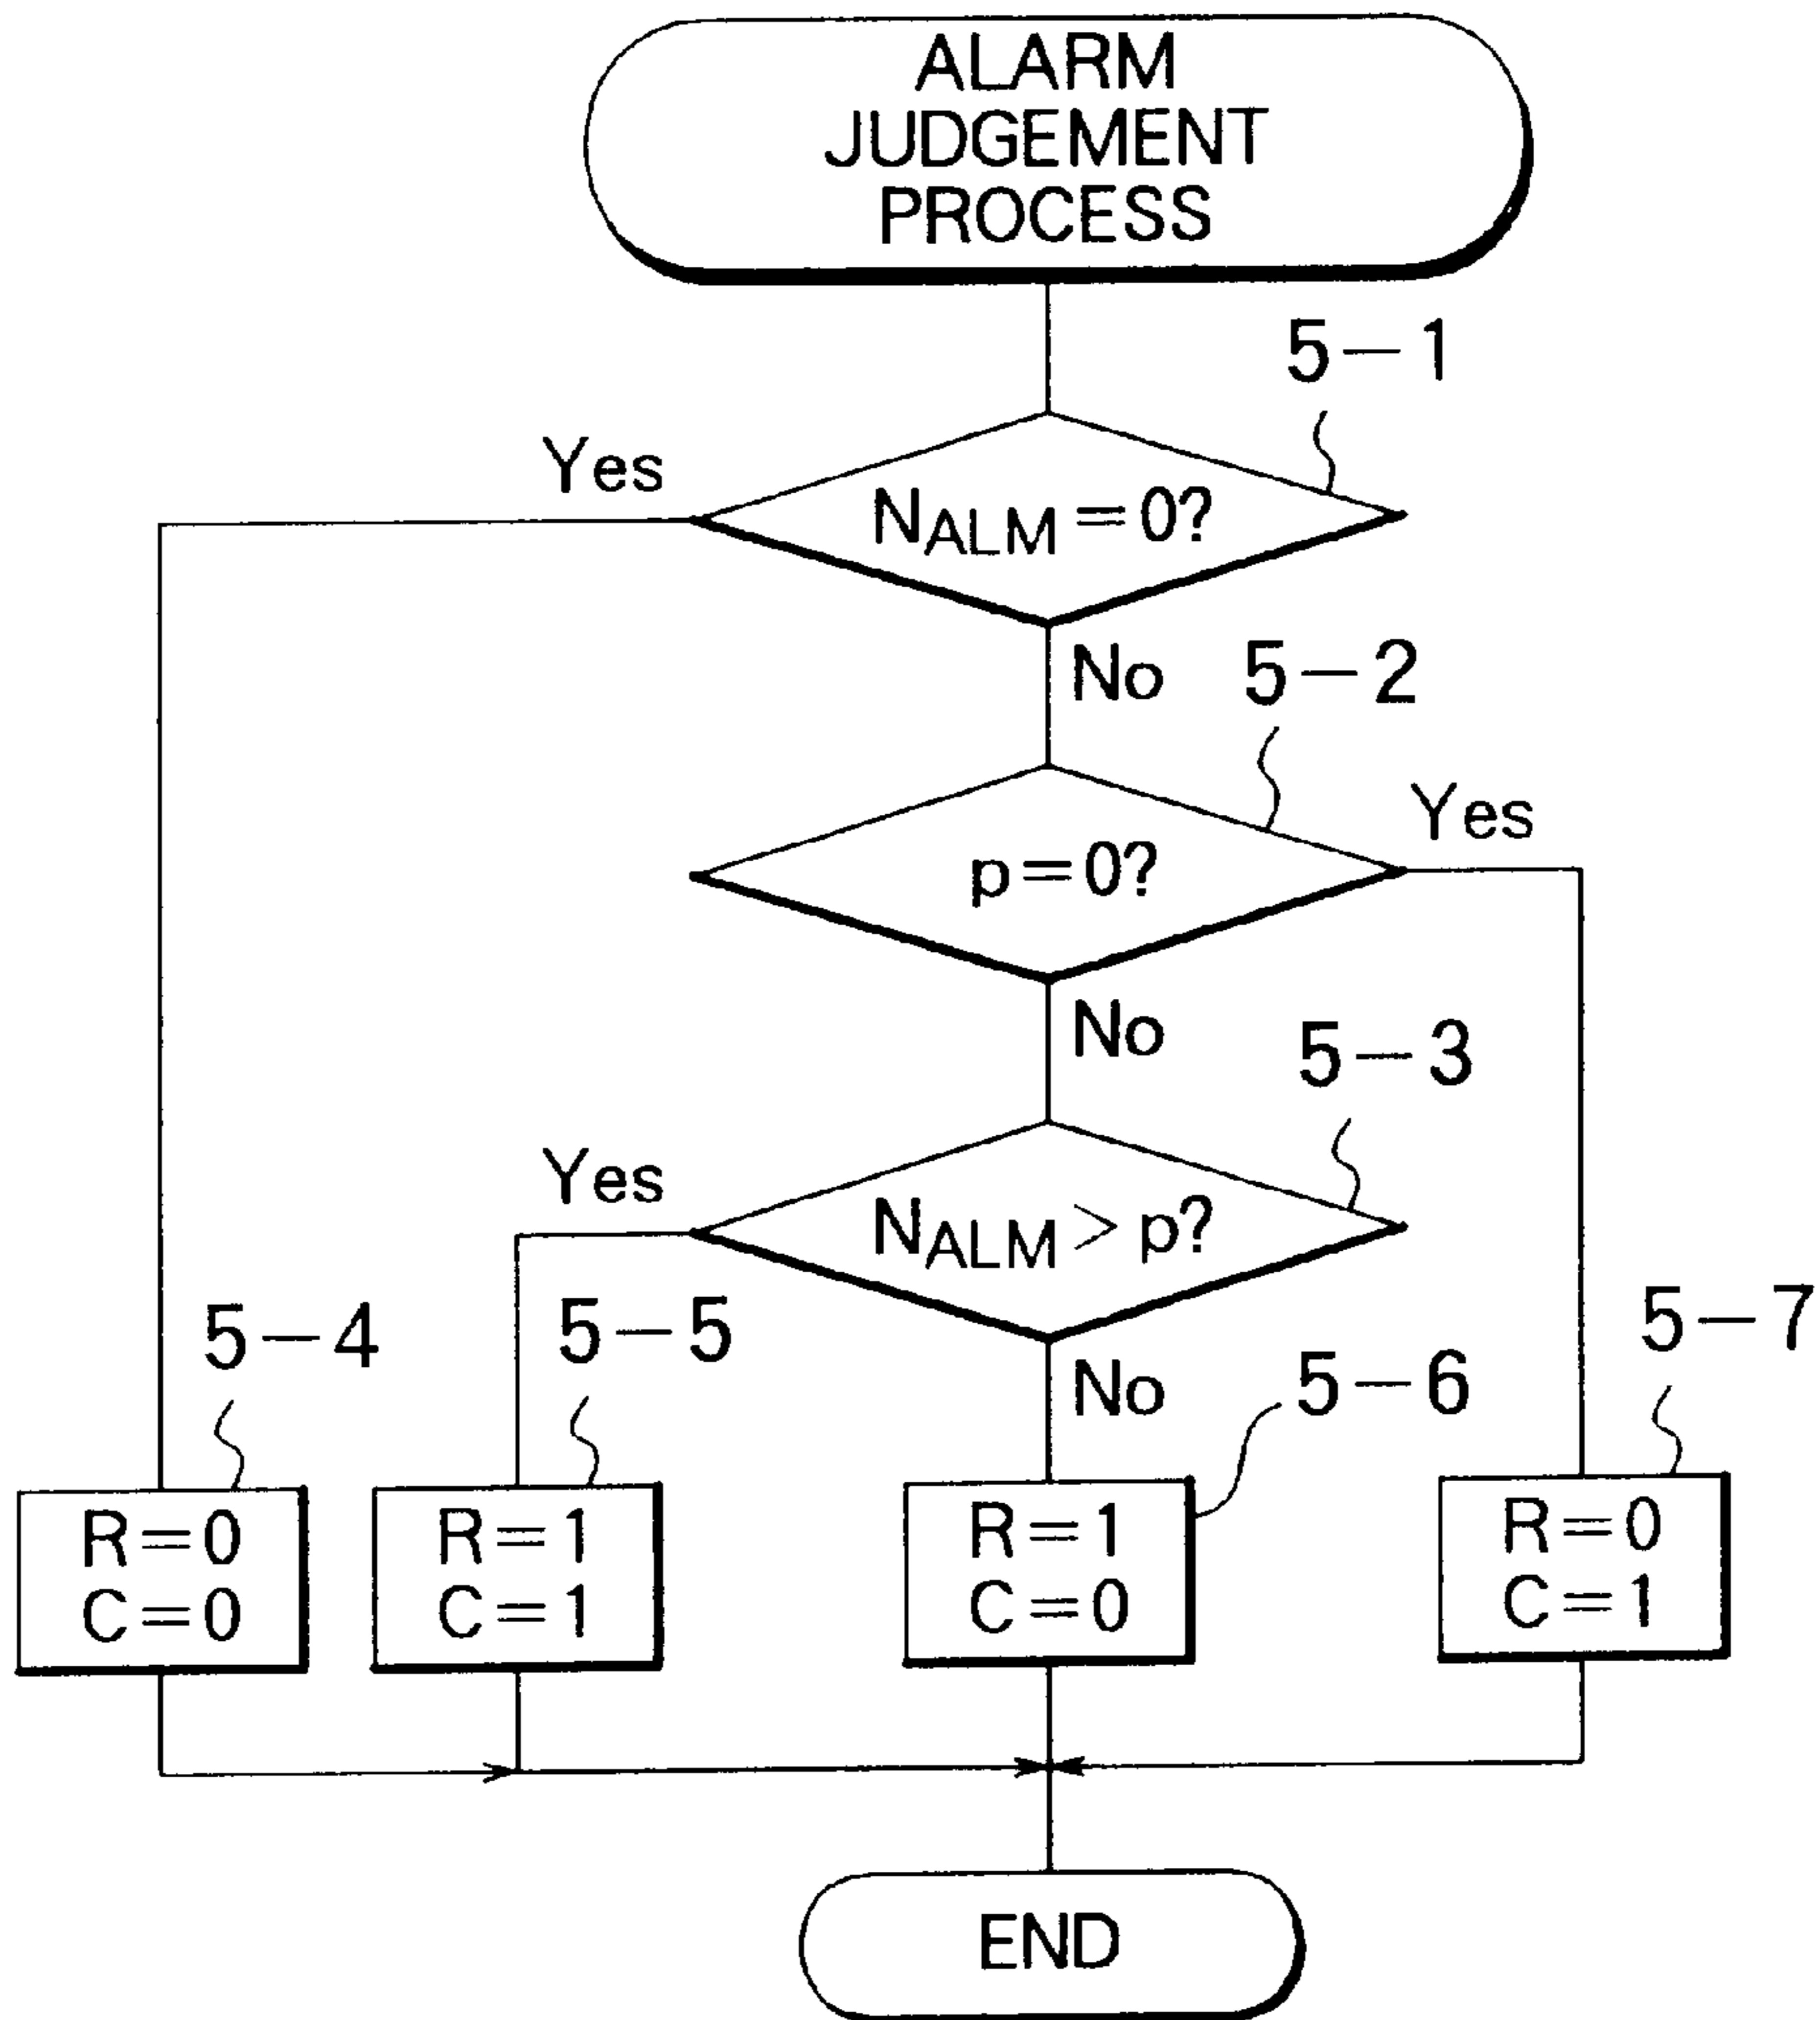 ALARM
JUDGEMENT
PROCESS
5-1
Yes
NALM=0?
No
5-2
Yes
p=0?
No
5-3
Yes
NALM>p?
5-4
5-5
No
5-6
5-7
R=0
C=0
R=1
C=1
R=1
C=0
R=0
C=1
END